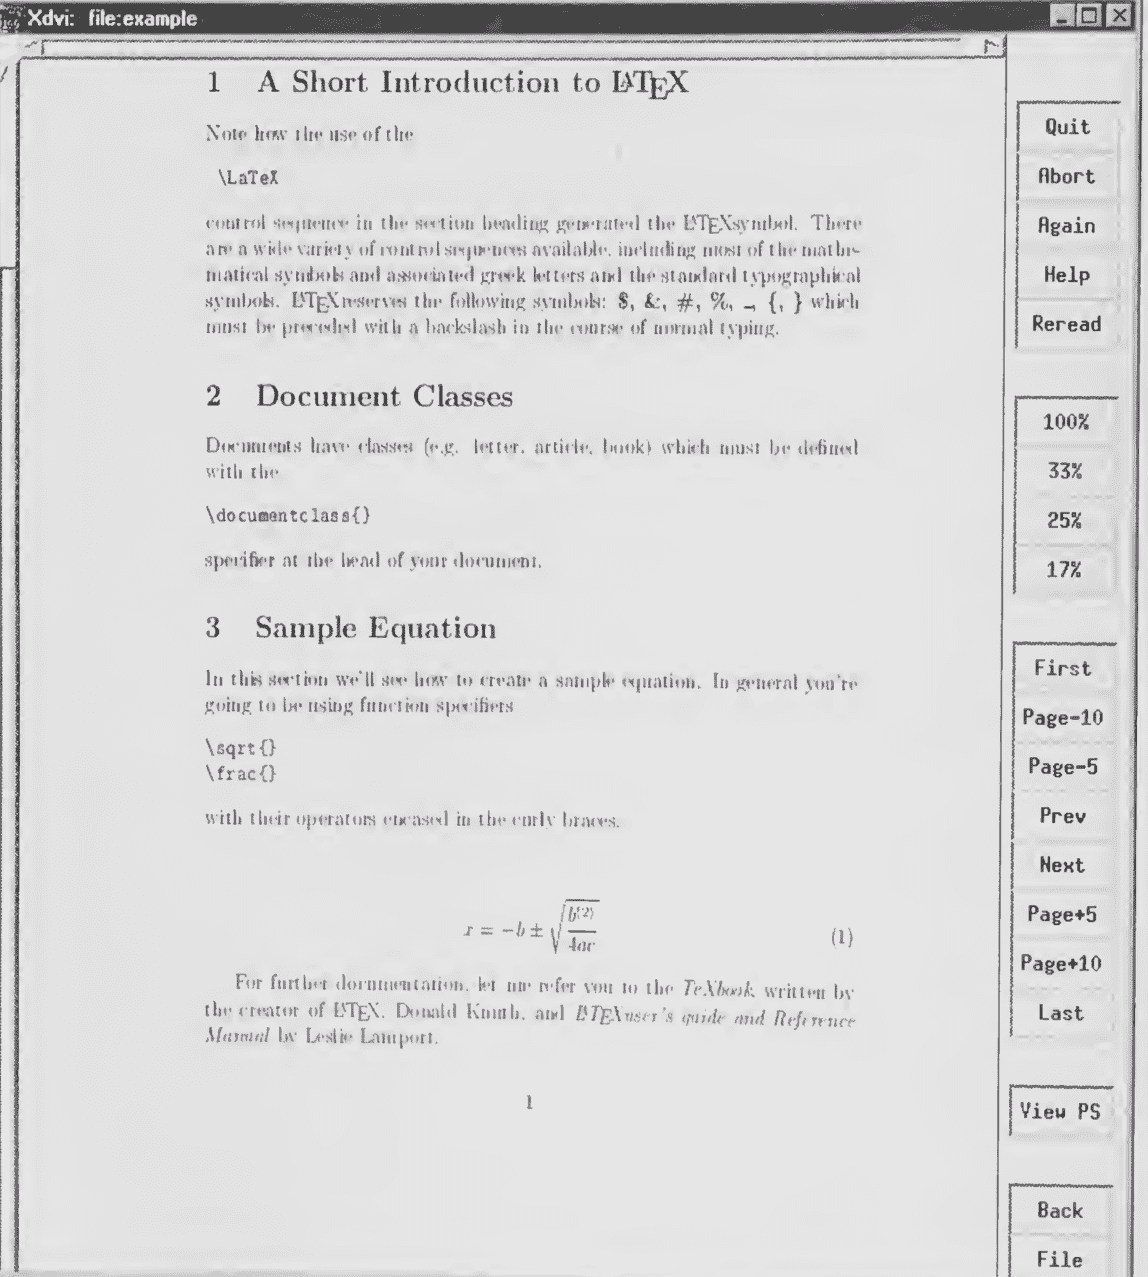 Xdvi: file:example
1 A Short Introduction to LATEX
Note how the use of the
\LaTeX
control sequence in the section heading generated the LATEXsymbol. There
are a wide variety of control sequences available, including most of the mathe-
matical symbols and associated greek letters and the standard typographical
symbols. LATEXreserves the following symbols: $, &, #, %, _, {, } which
must be preceded with a backslash in the course of normal typing.
2 Document Classes
Documents have classes (e.g. letter, article, book) which must be defined
with the
\documentclass{}
specifier at the head of your document.
3 Sample Equation
In this section we'll see how to create a sample equation. In general you're
going to be using function specifiers
\sqrt{}
\frac{}
with their operators encased in the curly braces.
x = −b ± √(b(2)/4ac) (1)
For further documentation, let me refer you to the TeXbook written by
the creator of LATEX, Donald Knuth, and LATEXuser's guide and Reference
Manual by Leslie Lamport.
1
Quit
Abort
Again
Help
Reread
100%
33%
25%
17%
First
Page-10
Page-5
Prev
Next
Page+5
Page+10
Last
View PS
Back
File